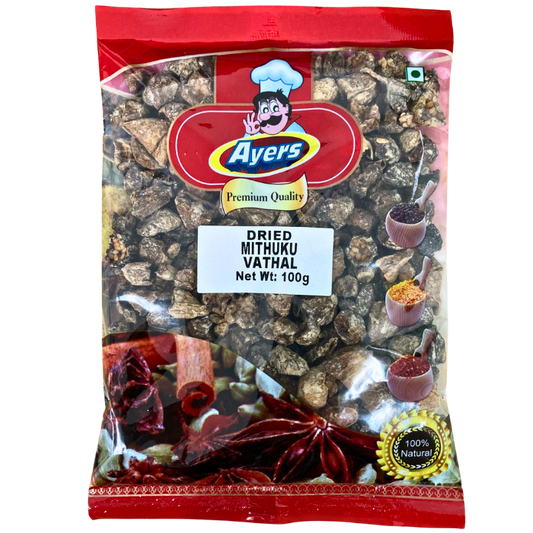 Ayers
Premium Quality
DRIED
MITHUKU
VATHAL
Net Wt: 100g
100%
Natural